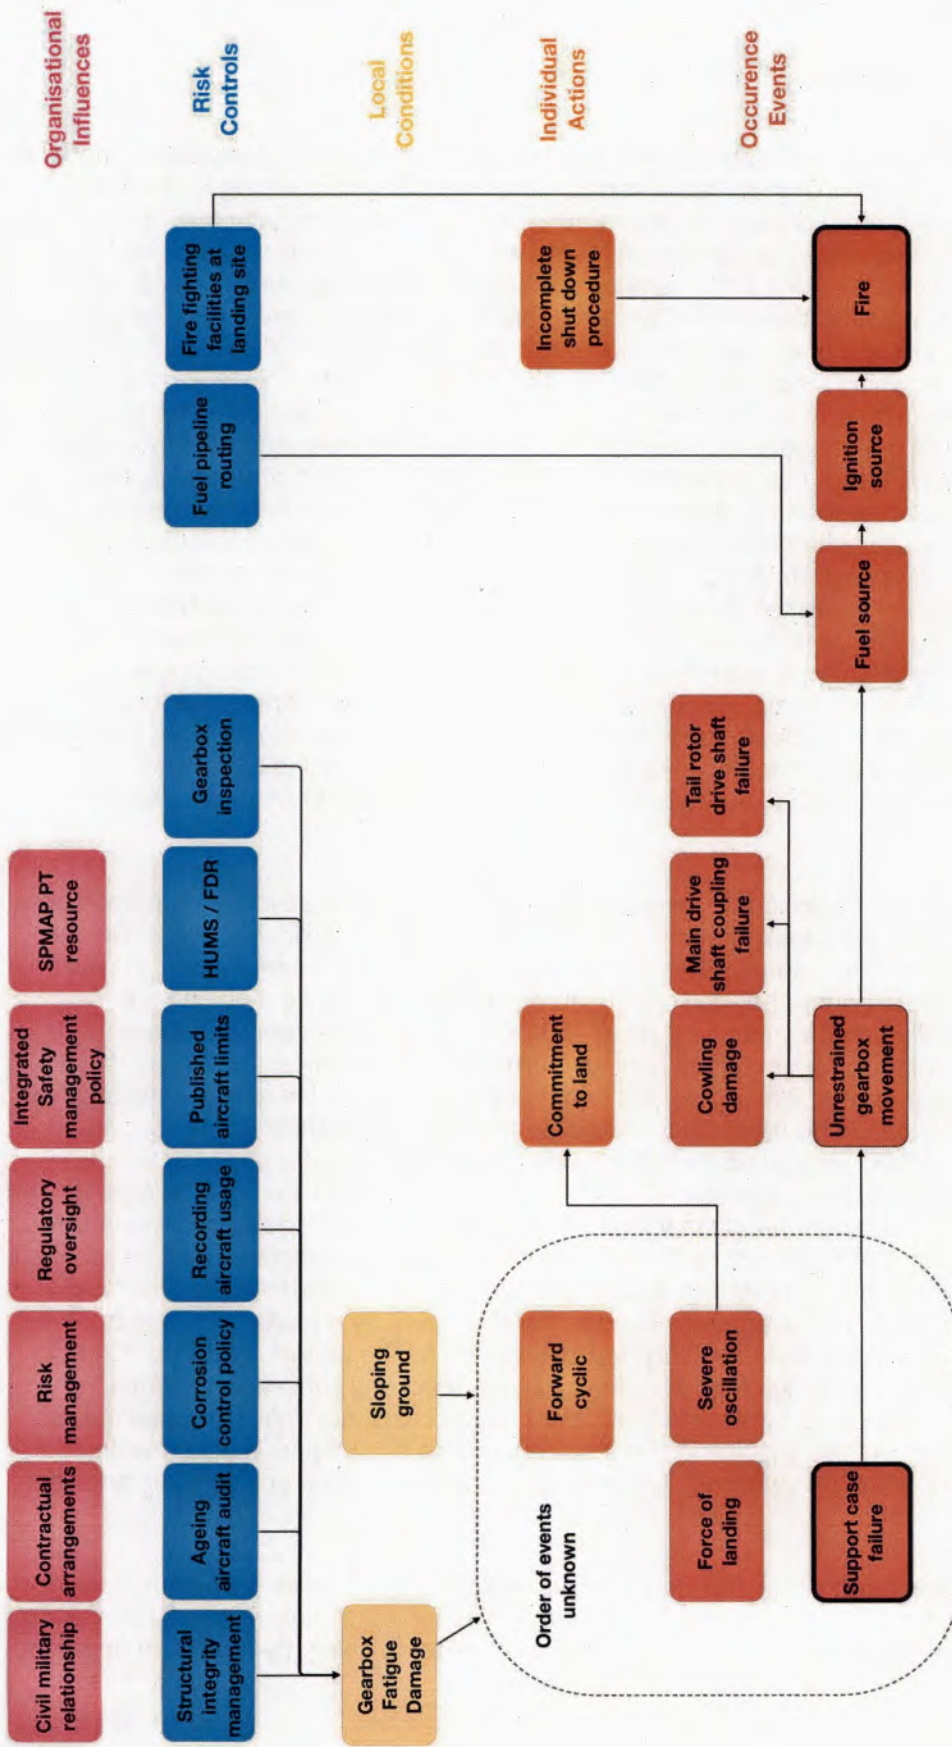 Organisational
Influences
Civil military
relationship
Contractual
arrangements
Risk
management
Regulatory
oversight
Integrated
Safety
management
policy
SPMAP PT
resource
Risk
Controls
Structural
integrity
management
Ageing
aircraft audit
Corrosion
control policy
Recording
aircraft usage
Published
aircraft limits
HUMS / FDR
Gearbox
inspection
Fuel pipeline
routing
Fire fighting
facilities at
landing site
Local
Conditions
Gearbox
Fatigue
Damage
Sloping
ground
Individual
Actions
Order of events
unknown
Forward
cyclic
Commitment
to land
Incomplete
shut down
procedure
Occurence
Events
Force of
landing
Severe
oscillation
Cowling
damage
Main drive
shaft coupling
failure
Tail rotor
drive shaft
failure
Support case
failure
Unrestrained
gearbox
movement
Fuel source
Ignition
source
Fire